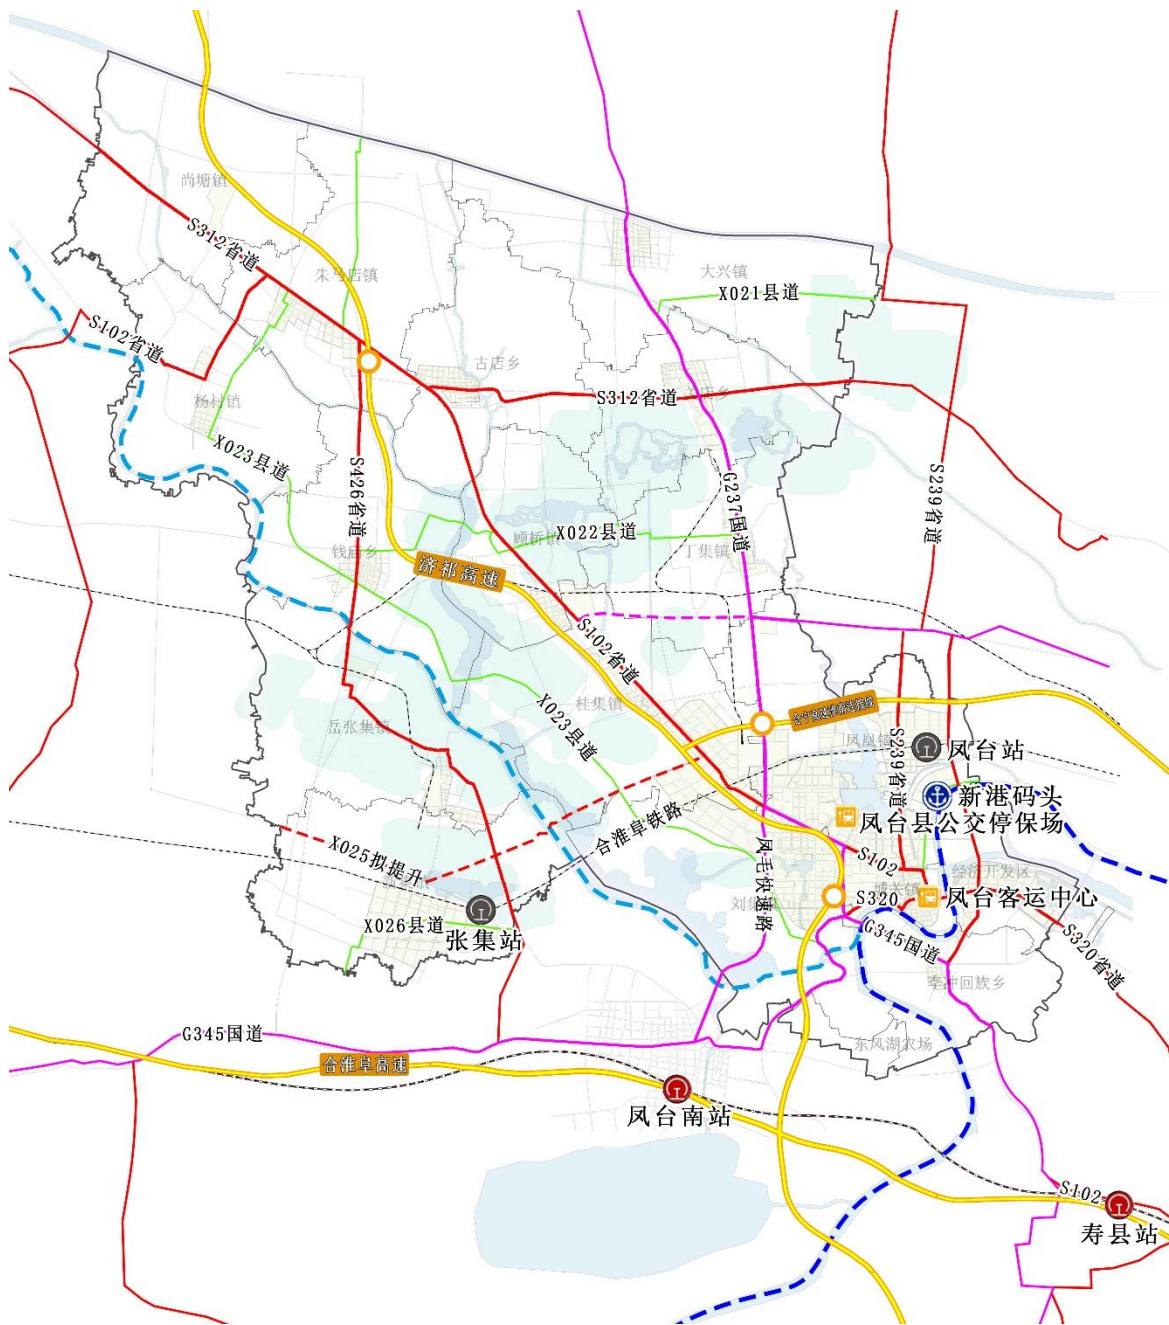 尚塘镇
S312省道
朱马店镇
大兴镇
X021县道
S102省道
古店乡
杨村镇
S312省道
X023县道
S426省道
G237国道
S239省道
X022县道
顾桥镇
钱庙乡
丁集镇
济祁高速
S102省道
桂集镇
X023县道
岳张集镇
凤凰镇
S239省道
凤台站
新港码头
凤台县公交停保场
合淮阜铁路
X025拟提升
凤毛快速路
S102
经济开发区
城关镇
凤台客运中心
S320
X026县道
张集站
G345国道
S320省道
李冲回族乡
G345国道
东风湖农场
合淮阜高速
凤台南站
S102
寿县站